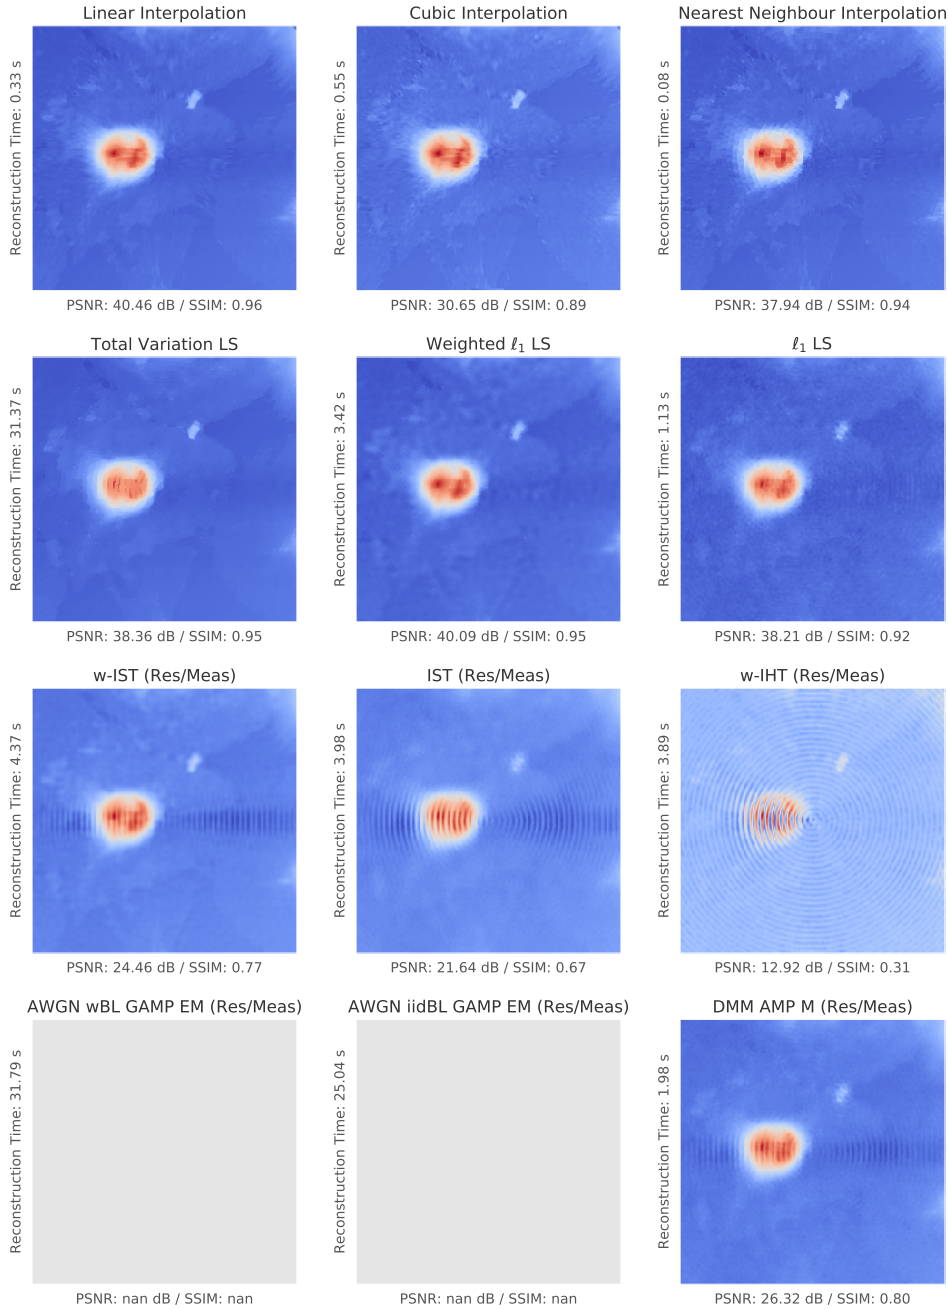 Linear Interpolation
Reconstruction Time: 0.33 s
PSNR: 40.46 dB / SSIM: 0.96
Cubic Interpolation
Reconstruction Time: 0.55 s
PSNR: 30.65 dB / SSIM: 0.89
Nearest Neighbour Interpolation
Reconstruction Time: 0.08 s
PSNR: 37.94 dB / SSIM: 0.94
Total Variation LS
Reconstruction Time: 31.37 s
PSNR: 38.36 dB / SSIM: 0.95
Weighted ℓ₁ LS
Reconstruction Time: 3.42 s
PSNR: 40.09 dB / SSIM: 0.95
ℓ₁ LS
Reconstruction Time: 1.13 s
PSNR: 38.21 dB / SSIM: 0.92
w-IST (Res/Meas)
Reconstruction Time: 4.37 s
PSNR: 24.46 dB / SSIM: 0.77
IST (Res/Meas)
Reconstruction Time: 3.98 s
PSNR: 21.64 dB / SSIM: 0.67
w-IHT (Res/Meas)
Reconstruction Time: 3.89 s
PSNR: 12.92 dB / SSIM: 0.31
AWGN wBL GAMP EM (Res/Meas)
Reconstruction Time: 31.79 s
PSNR: nan dB / SSIM: nan
AWGN iidBL GAMP EM (Res/Meas)
Reconstruction Time: 25.04 s
PSNR: nan dB / SSIM: nan
DMM AMP M (Res/Meas)
Reconstruction Time: 1.98 s
PSNR: 26.32 dB / SSIM: 0.80